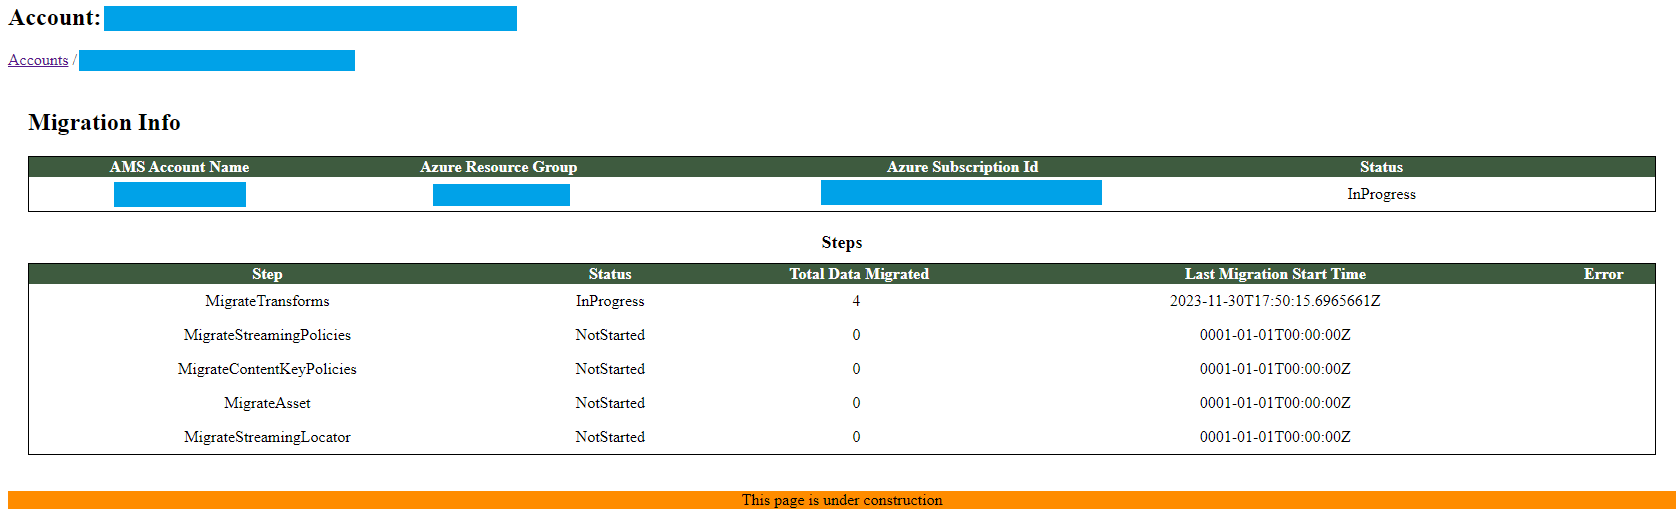 Account:
Accounts /
Migration Info
AMS Account Name Azure Resource Group Azure Subscription Id Status
InProgress
Steps
Step Status Total Data Migrated Last Migration Start Time Error
MigrateTransforms InProgress 4 2023-11-30T17:50:15.6965661Z
MigrateStreamingPolicies NotStarted 0 0001-01-01T00:00:00Z
MigrateContentKeyPolicies NotStarted 0 0001-01-01T00:00:00Z
MigrateAsset NotStarted 0 0001-01-01T00:00:00Z
MigrateStreamingLocator NotStarted 0 0001-01-01T00:00:00Z
This page is under construction